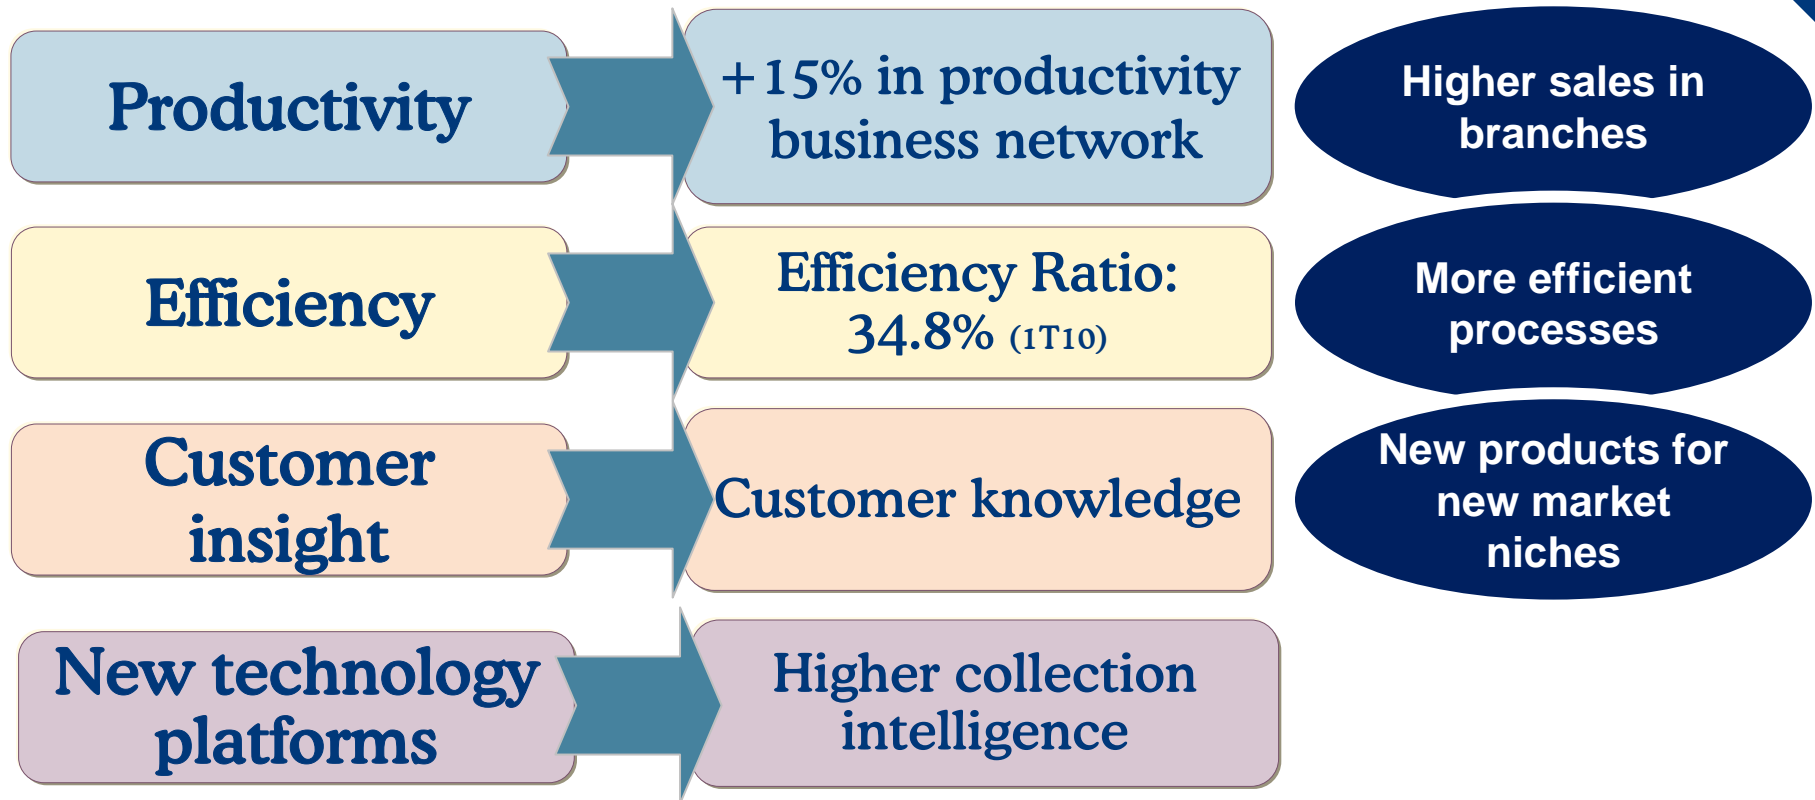 Productivity
+15% in productivity
business network
Higher sales in
branches
Efficiency
Efficiency Ratio:
34.8% (1T10)
More efficient
processes
Customer
insight
Customer knowledge
New products for
new market
niches
New technology
platforms
Higher collection
intelligence